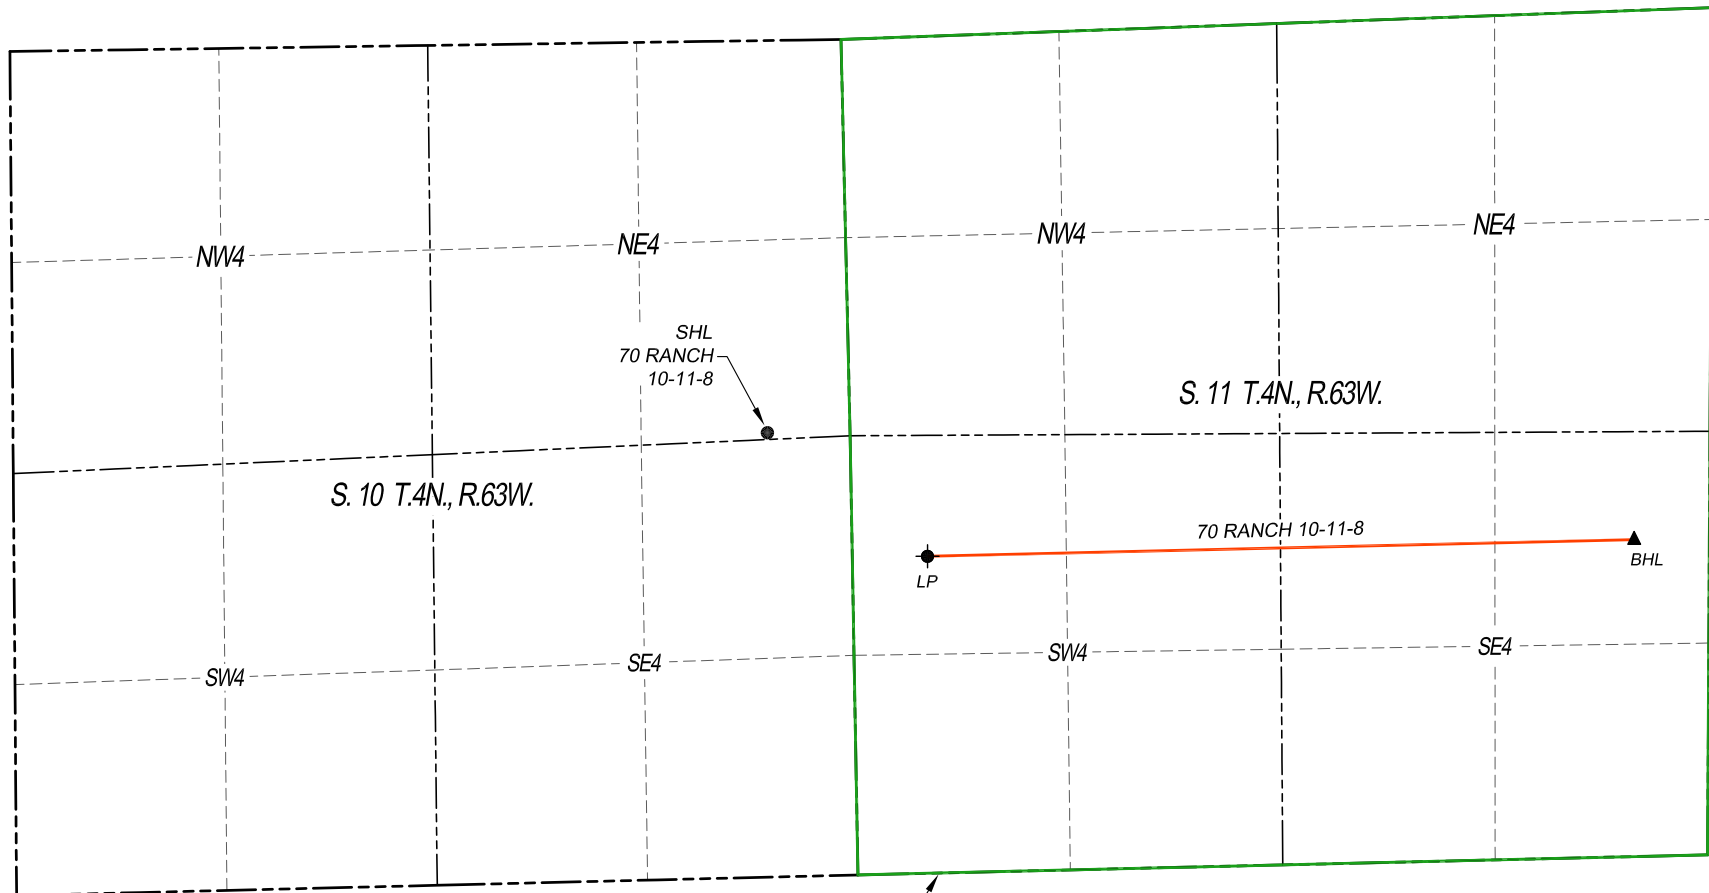 NW4
NE4
NW4
NE4
SHL
70 RANCH
10-11-8
S. 11 T.4N., R.63W.
S. 10 T.4N., R.63W.
70 RANCH 10-11-8
LP
BHL
SW4
SE4
SW4
SE4